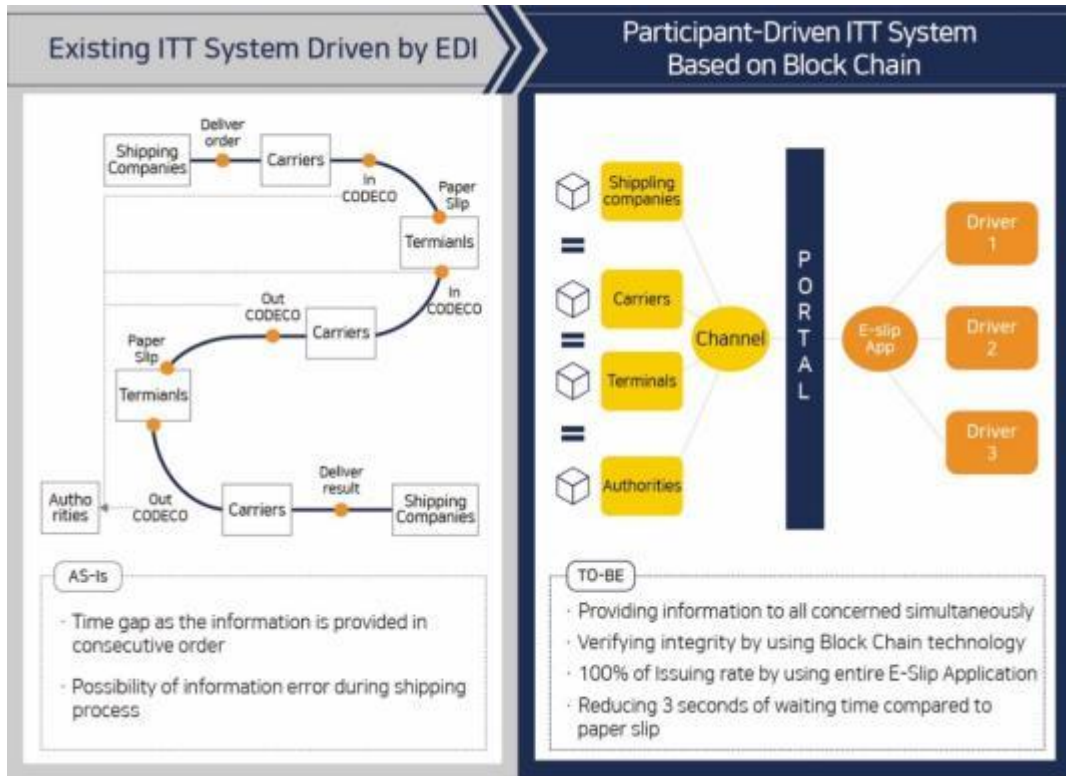 Existing ITT System Driven by EDI
Deliver
order
Shipping
Companies
Carriers
In
CODECO
Paper
Slip
Termianls
In
CODECO
Out
CODECO
Carriers
Paper
Slip
Termianls
Autho
rities
Out
CODECO
Carriers
Deliver
result
Shipping
Companies
AS-Is
· Time gap as the information is provided in
consecutive order
· Possibility of information error during shipping
process
Participant-Driven ITT System
Based on Block Chain
Shippling
companies
=
Carriers
=
Terminals
=
Authorities
Channel
P
O
R
T
A
L
E-slip
App
Driver
1
Driver
2
Driver
3
TO-BE
· Providing information to all concerned simultaneously
· Verifying integrity by using Block Chain technology
· 100% of Issuing rate by using entire E-Slip Application
· Reducing 3 seconds of waiting time compared to
paper slip